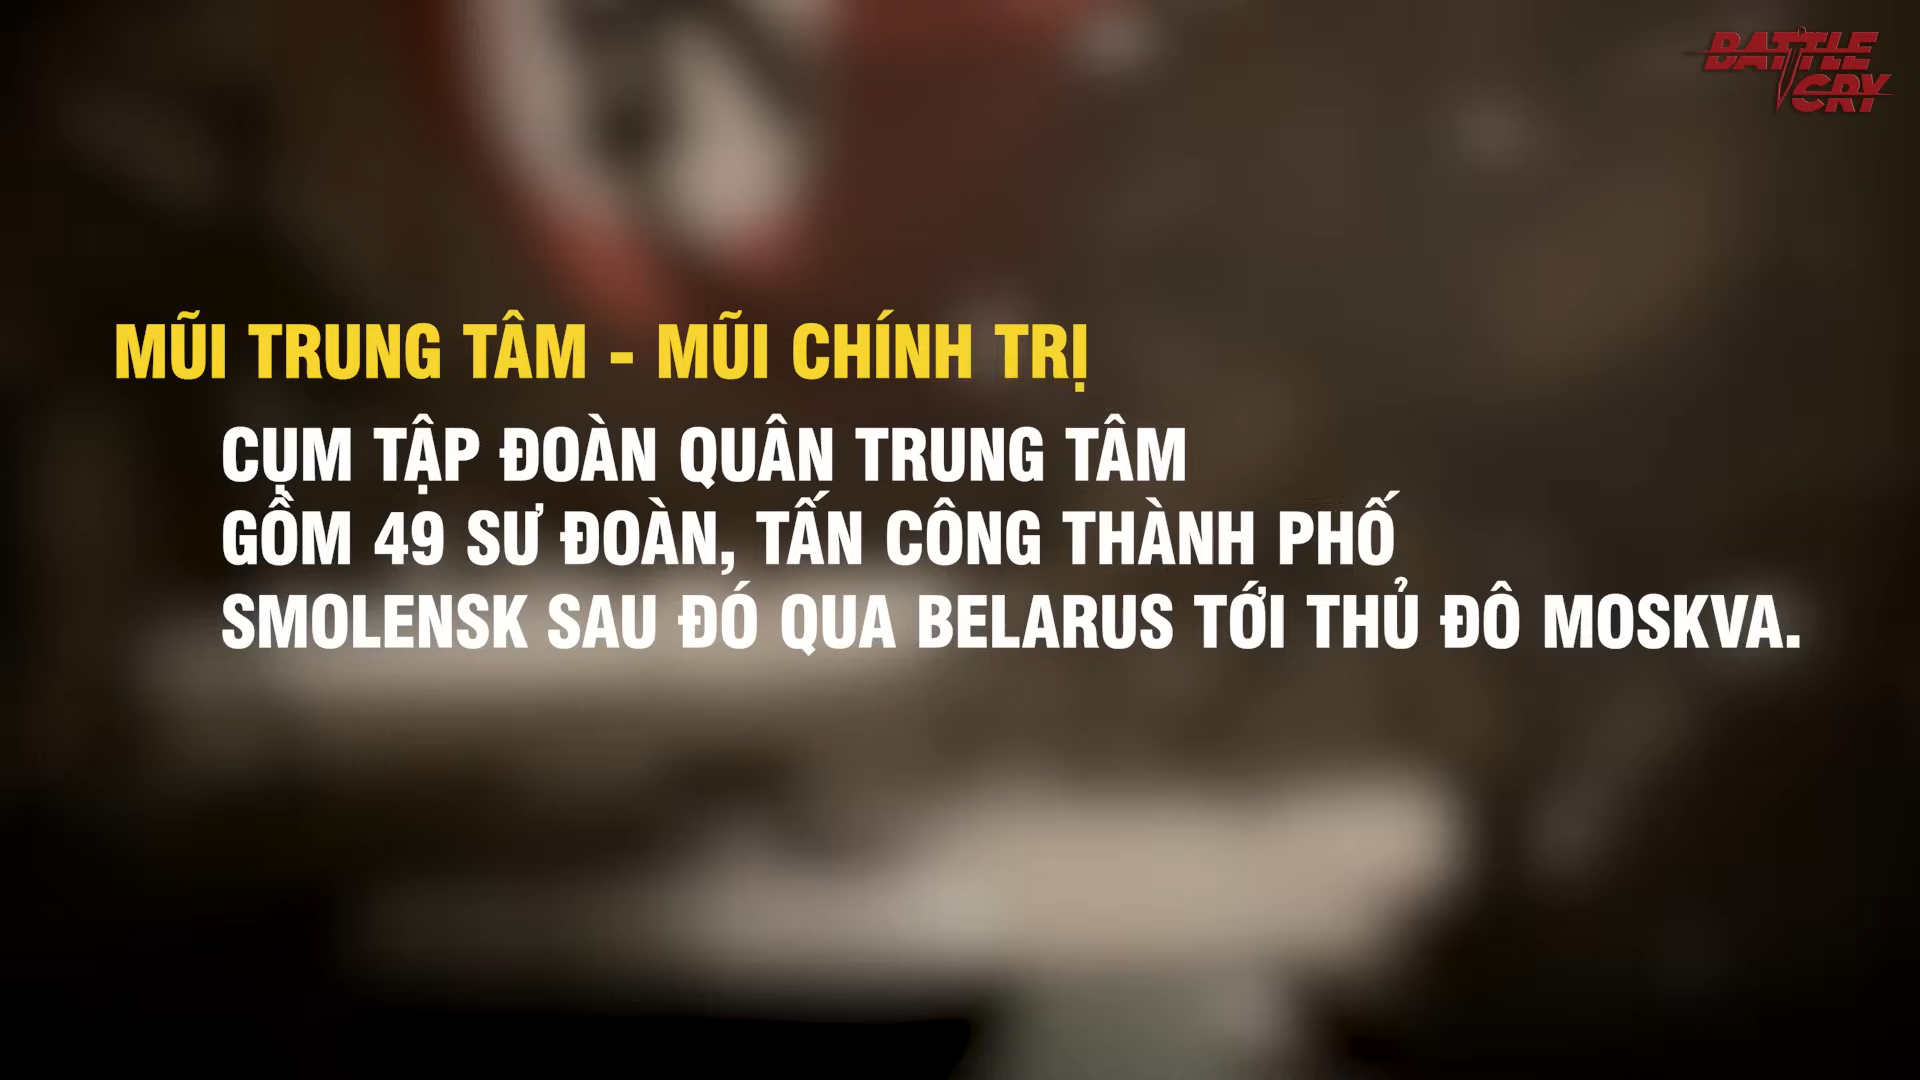 BATTLE
CRY
MŨI TRUNG TÂM - MŨI CHÍNH TRỊ
CỤM TẬP ĐOÀN QUÂN TRUNG TÂM
GỒM 49 SƯ ĐOÀN, TẤN CÔNG THÀNH PHỐ
SMOLENSK SAU ĐÓ QUA BELARUS TỚI THỦ ĐÔ MOSKVA.